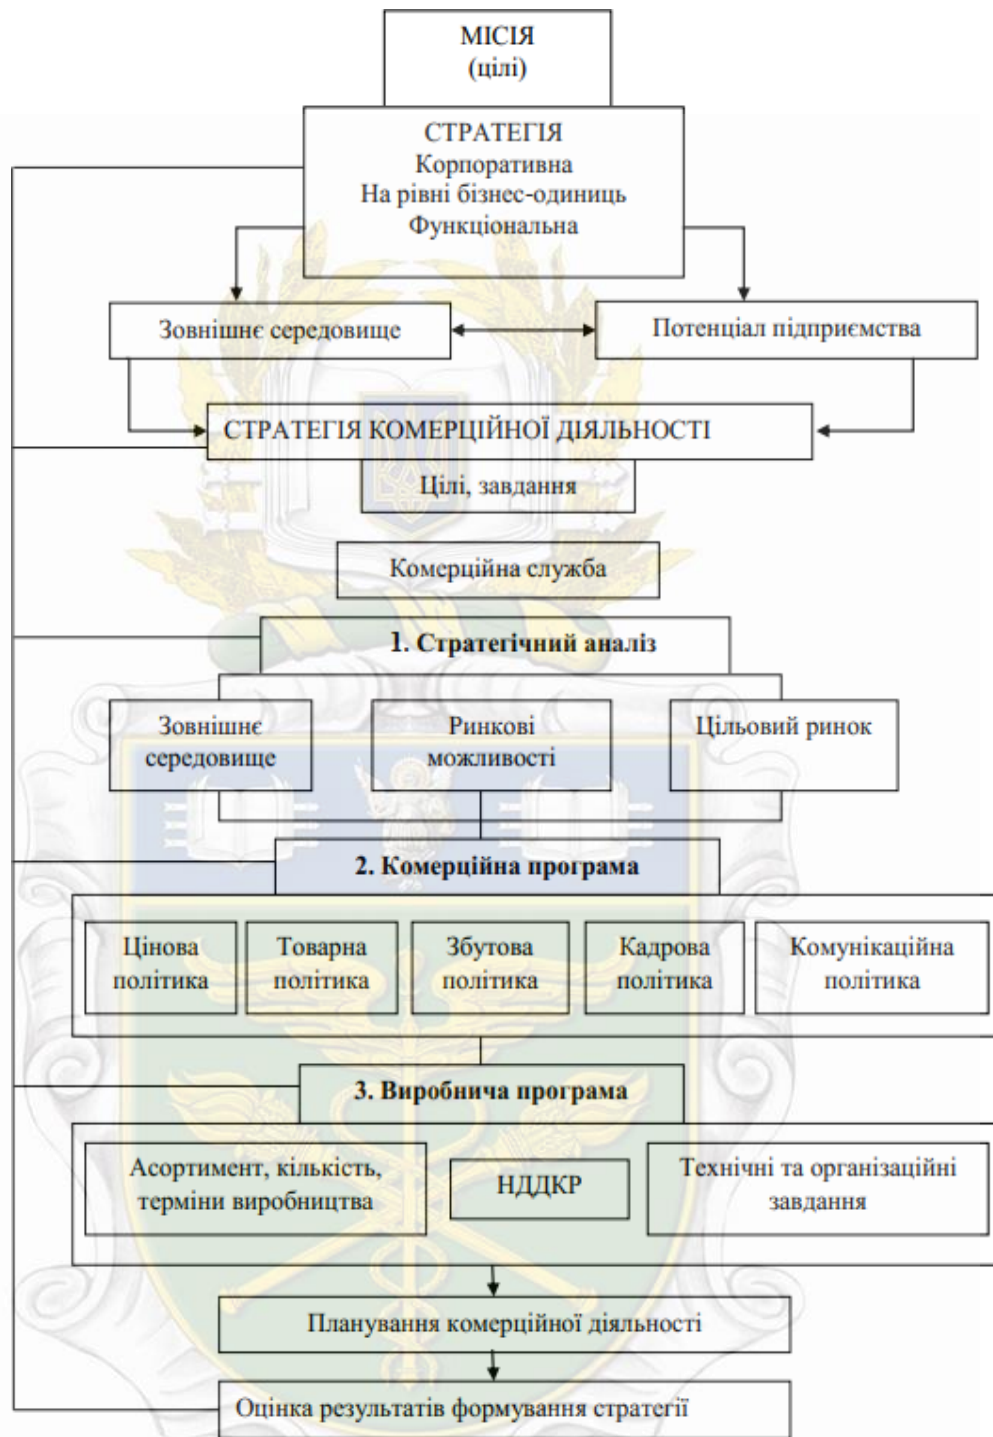 МІСІЯ
(цілі)
СТРАТЕГІЯ
Корпоративна
На рівні бізнес-одиниць
Функціональна
Зовнішнє середовище
Потенціал підприємства
СТРАТЕГІЯ КОМЕРЦІЙНОЇ ДІЯЛЬНОСТІ
Цілі, завдання
Комерційна служба
1. Стратегічний аналіз
Зовнішнє
середовище
Ринкові
можливості
Цільовий ринок
2. Комерційна програма
Цінова
політика
Товарна
політика
Збутова
політика
Кадрова
політика
Комунікаційна
політика
3. Виробнича програма
Асортимент, кількість,
терміни виробництва
НДДКР
Технічні та організаційні
завдання
Планування комерційної діяльності
Оцінка результатів формування стратегії